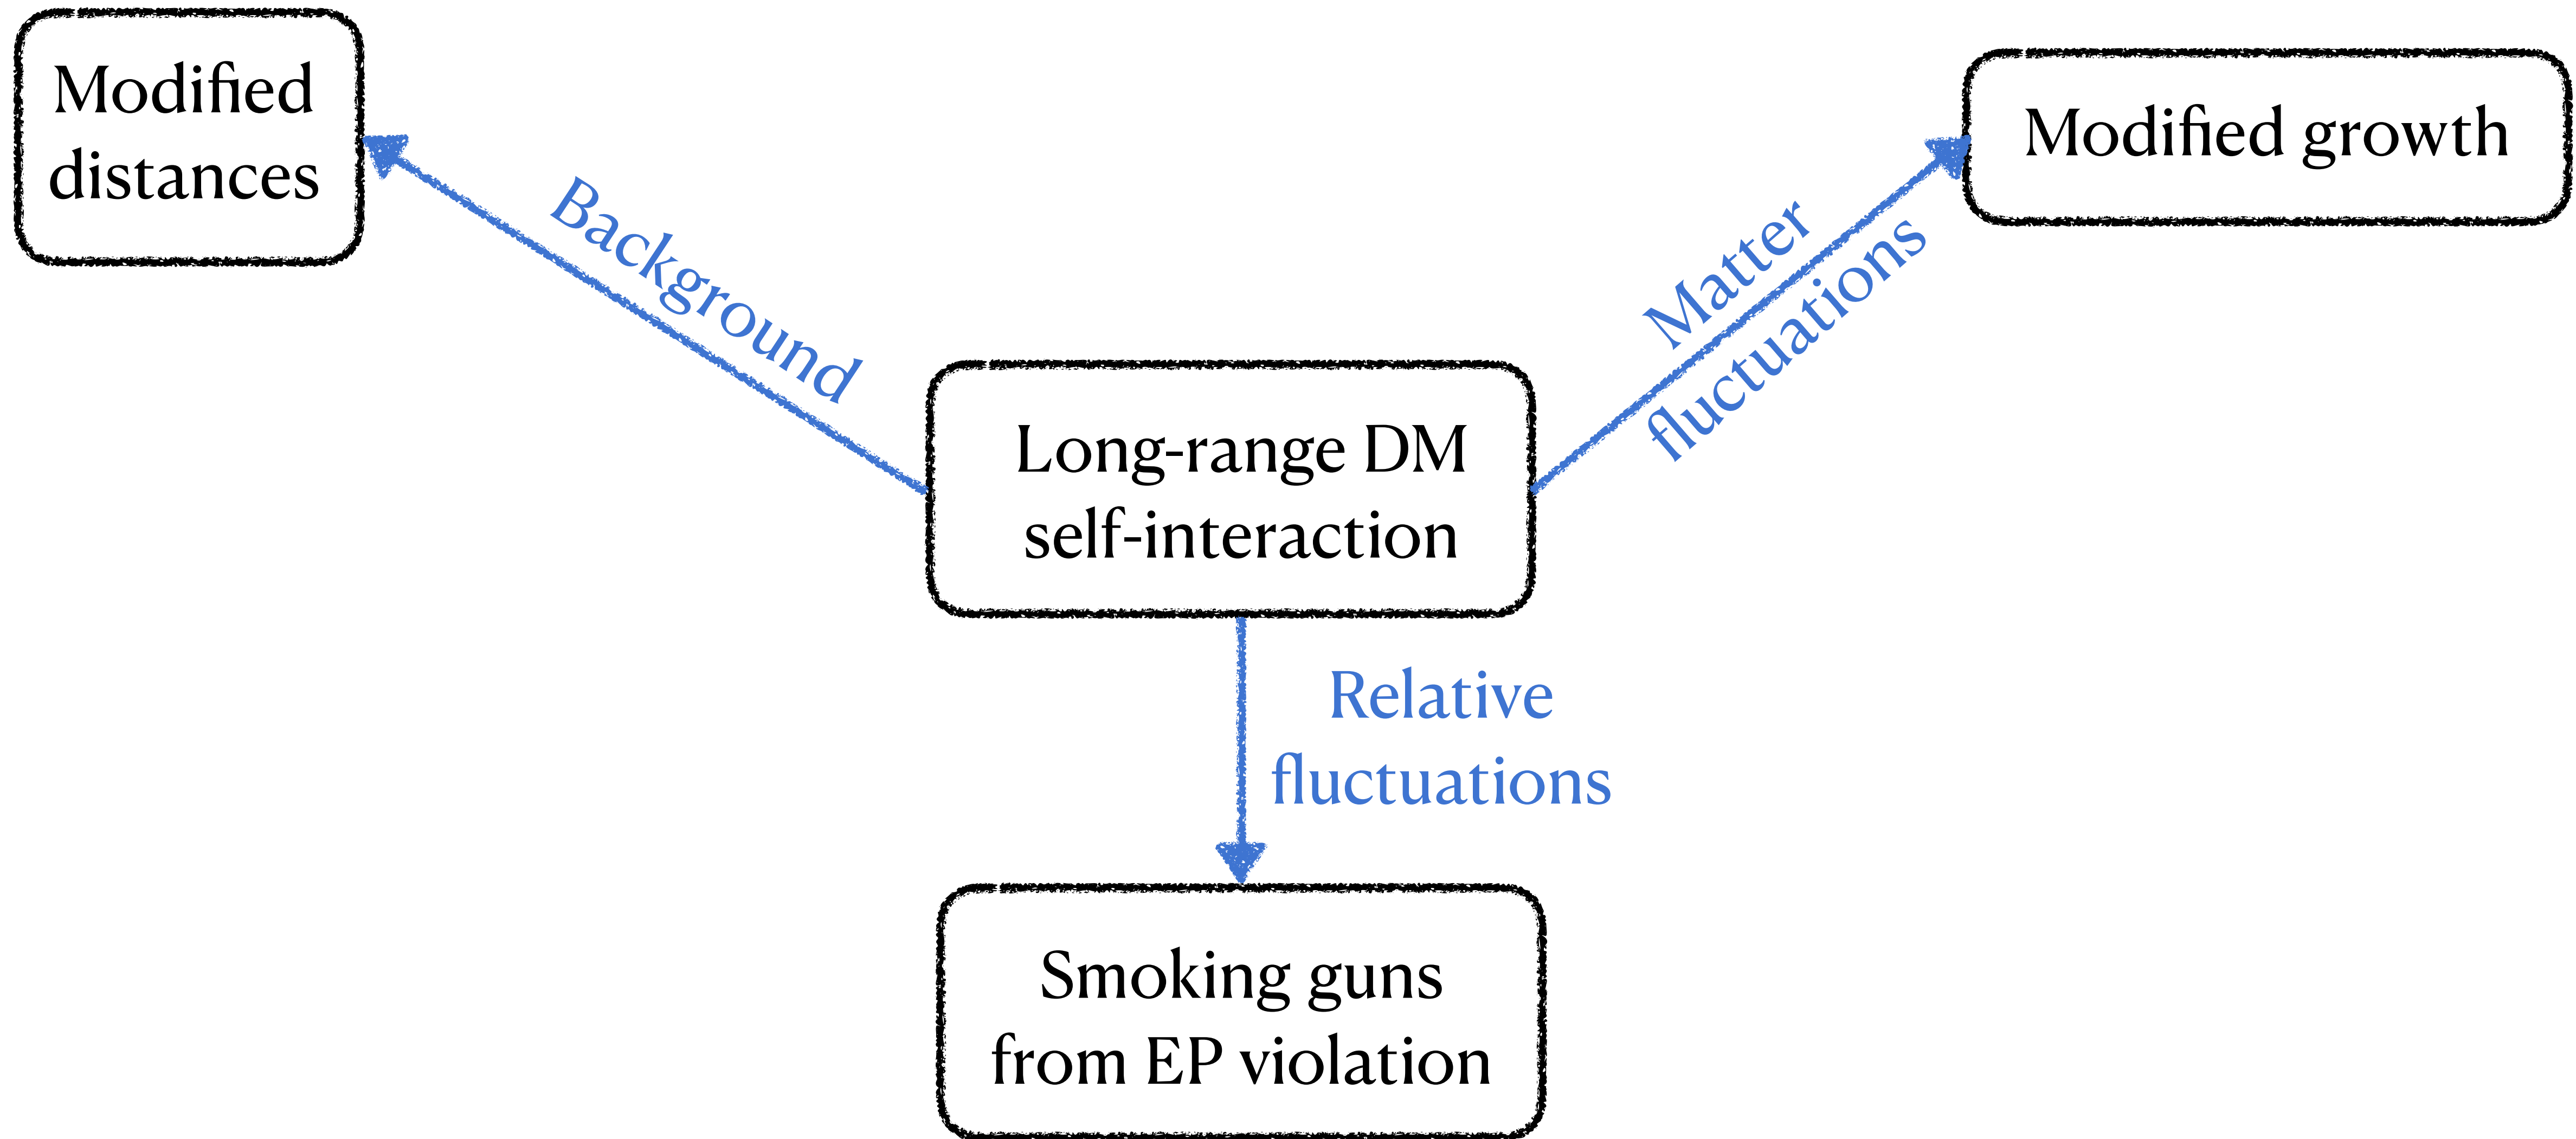 Modified
distances
Background
Matter
fluctuations
Modified growth
Long-range DM
self-interaction
Relative
fluctuations
Smoking guns
from EP violation